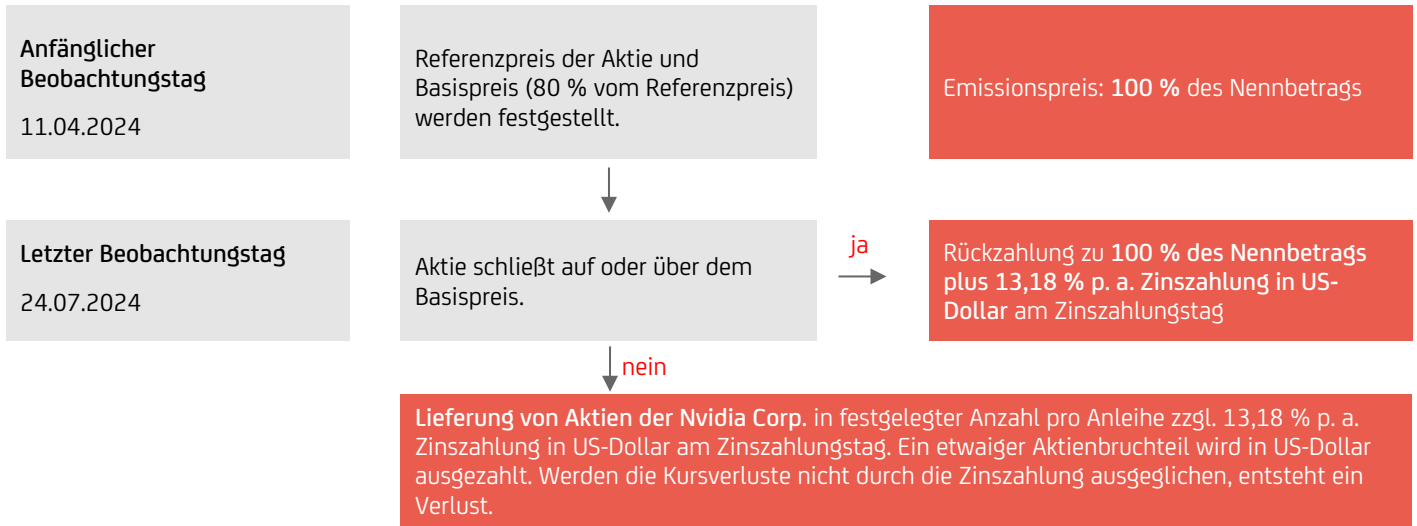 Anfänglicher
Beobachtungstag
11.04.2024
Referenzpreis der Aktie und
Basispreis (80 % vom Referenzpreis)
werden festgestellt.
Emissionspreis: 100 % des Nennbetrags
Letzter Beobachtungstag
24.07.2024
Aktie schließt auf oder über dem
Basispreis.
ja
Rückzahlung zu 100 % des Nennbetrags
plus 13,18 % p. a. Zinszahlung in US-
Dollar am Zinszahlungstag
nein
Lieferung von Aktien der Nvidia Corp. in festgelegter Anzahl pro Anleihe zzgl. 13,18 % p. a.
Zinszahlung in US-Dollar am Zinszahlungstag. Ein etwaiger Aktienbruchteil wird in US-Dollar
ausgezahlt. Werden die Kursverluste nicht durch die Zinszahlung ausgeglichen, entsteht ein
Verlust.